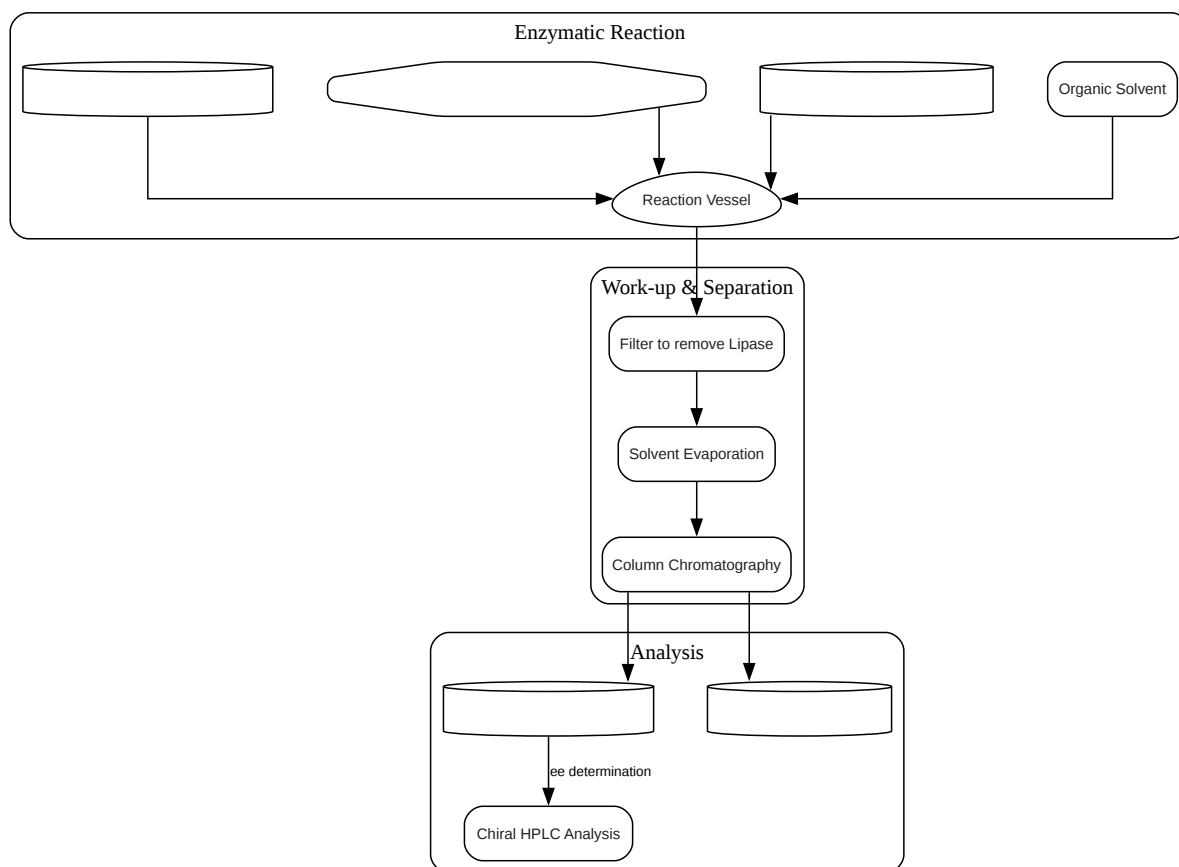 Enzymatic Reaction
Organic Solvent
Reaction Vessel
Work-up & Separation
Filter to remove Lipase
Solvent Evaporation
Column Chromatography
Analysis
ee determination
Chiral HPLC Analysis